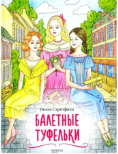 Ноэль Стритфилд
БАЛЕТНЫЕ
ТУФЕЛЬКИ